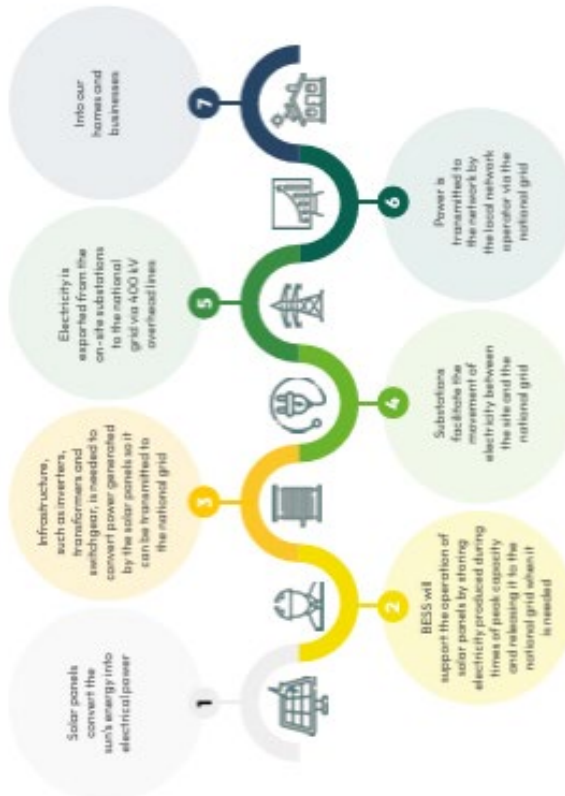 1
Solar panels
convert the
sun's energy into
electrical power
2
BESS will
support the operation of
solar panels by storing
electricity produced during
times of peak capacity
and releasing it to the
national grid when it
is needed
3
Infrastructure,
such as inverters,
transformers and
switchgear, is needed to
convert power generated
by the solar panels so it
can be transmitted to
the national grid
4
Substations
facilitate the
movement of
electricity between
the site and the
national grid
5
Electricity is
exported from the
on-site substations
to the national
grid via 400 kV
overhead lines
6
Power is
transmitted to
the network by
the local network
operator via the
national grid
7
Into our
homes and
businesses